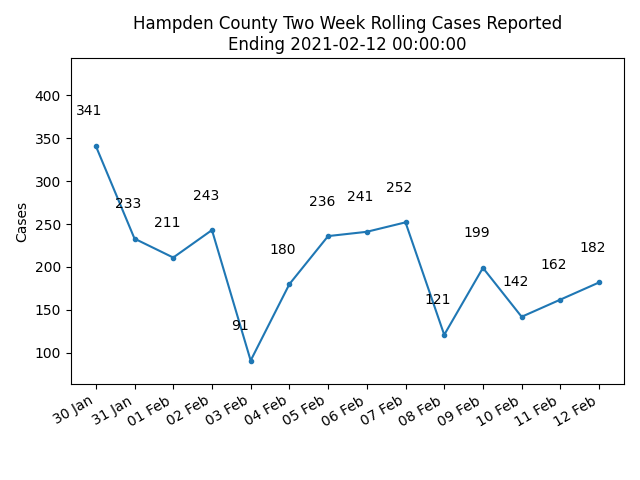 Hampden County Two Week Rolling Cases Reported
Ending 2021-02-12 00:00:00
Cases
400
350
300
250
200
150
100
341
233
211
243
91
180
236
241
252
121
199
142
162
182
30 Jan
31 Jan
01 Feb
02 Feb
03 Feb
04 Feb
05 Feb
06 Feb
07 Feb
08 Feb
09 Feb
10 Feb
11 Feb
12 Feb